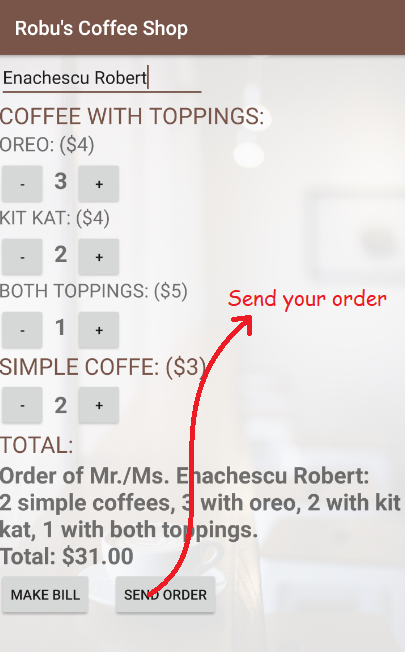 Robu's Coffee Shop
Enachescu Robert
COFFEE WITH TOPPINGS:
OREO: ($4)
- 3 +
KIT KAT: ($4)
- 2 +
BOTH TOPPINGS: ($5)
Send your order
- 1 +
SIMPLE COFFE: ($3)
- 2 +
TOTAL:
Order of Mr./Ms. Enachescu Robert:
2 simple coffees, 3 with oreo, 2 with kit
kat, 1 with both toppings.
Total: $31.00
MAKE BILL SEND ORDER